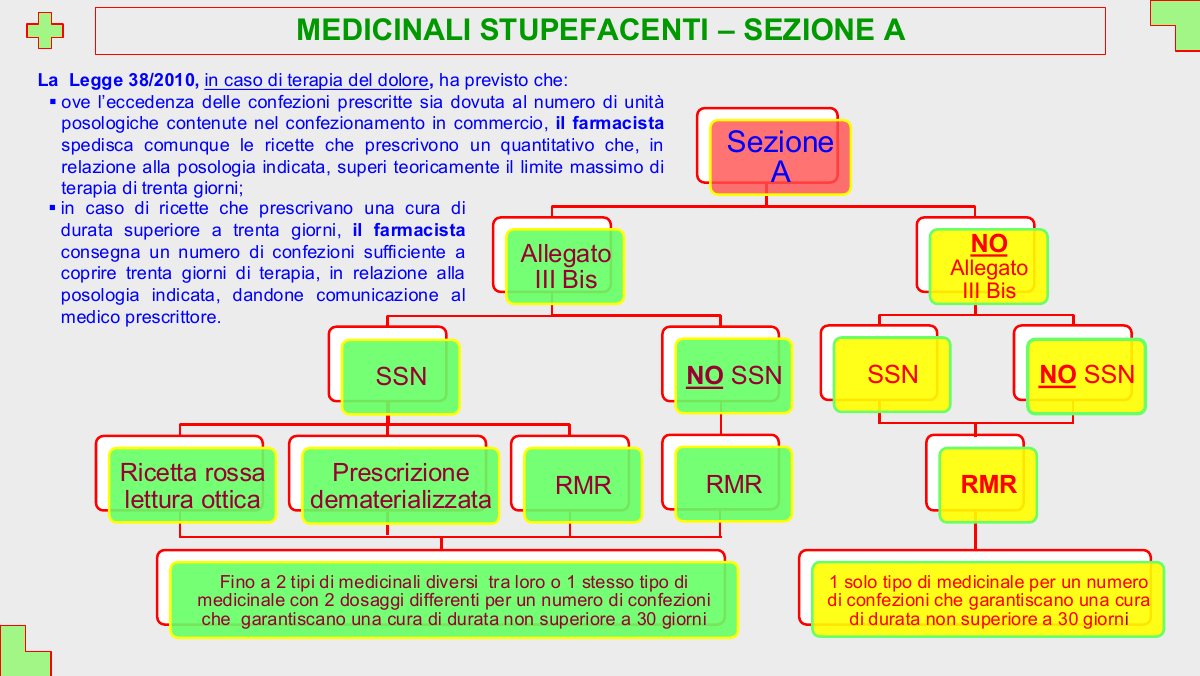 MEDICINALI STUPEFACENTI – SEZIONE A
La Legge 38/2010, in caso di terapia del dolore, ha previsto che:
▪ ove l'eccedenza delle confezioni prescritte sia dovuta al numero di unità
posologiche contenute nel confezionamento in commercio, il farmacista
spedisca comunque le ricette che prescrivono un quantitativo che, in
relazione alla posologia indicata, superi teoricamente il limite massimo di
terapia di trenta giorni;
▪ in caso di ricette che prescrivano una cura di
durata superiore a trenta giorni, il farmacista
consegna un numero di confezioni sufficiente a
coprire trenta giorni di terapia, in relazione alla
posologia indicata, dandone comunicazione al
medico prescrittore.
Sezione
A
Allegato
III Bis
NO
Allegato
III Bis
SSN
NO SSN
SSN
NO SSN
Ricetta rossa
lettura ottica
Prescrizione
dematerializzata
RMR
RMR
RMR
Fino a 2 tipi di medicinali diversi tra loro o 1 stesso tipo di
medicinale con 2 dosaggi differenti per un numero di confezioni
che garantiscano una cura di durata non superiore a 30 giorni
1 solo tipo di medicinale per un numero
di confezioni che garantiscano una cura
di durata non superiore a 30 giorni